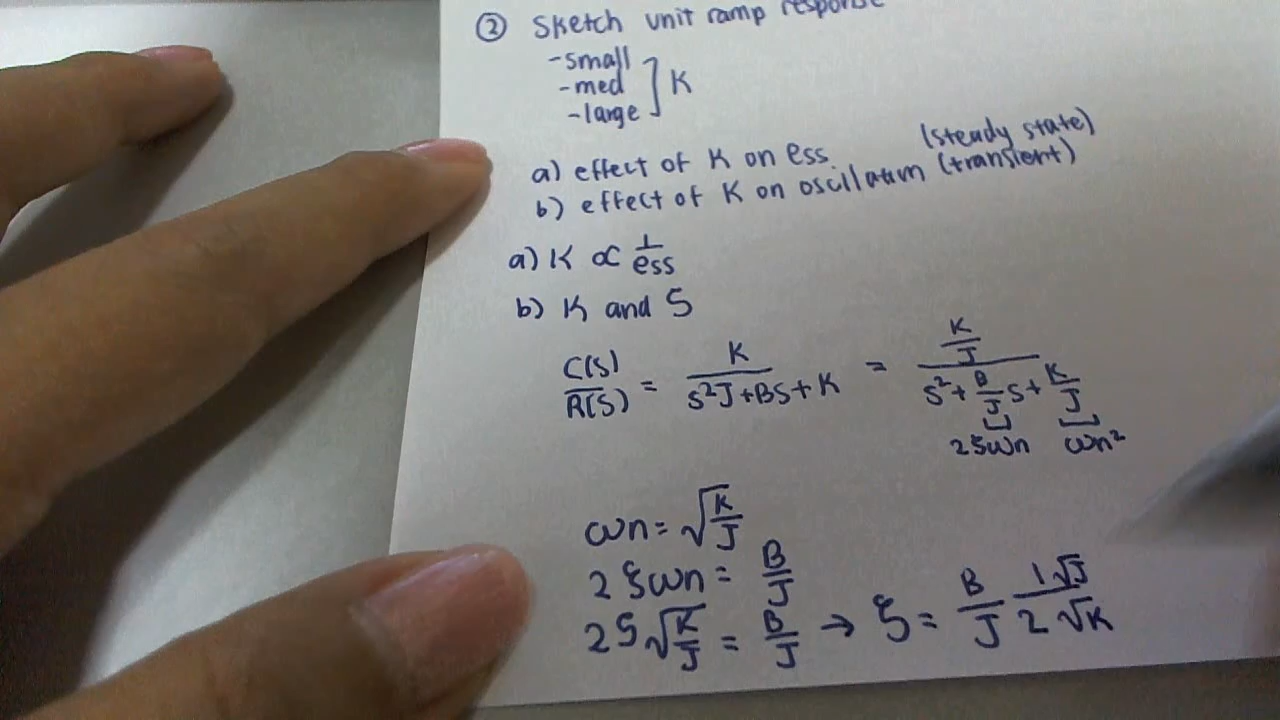 ② Sketch unit ramp response
-small
-med ] K
-large
a) effect of K on ess. (steady state)
b) effect of K on oscillation (transient)
a) K ∝ 1/ess
b) K and ζ
C(s)/R(s) = K/(s²J+Bs+K) = (K/J)/(s²+(B/J)s+K/J)
2ζωn ωn²
ωn = √(K/J)
2ζωn = B/J
2ζ√(K/J) = B/J → ζ = B/J 1√J/2√K